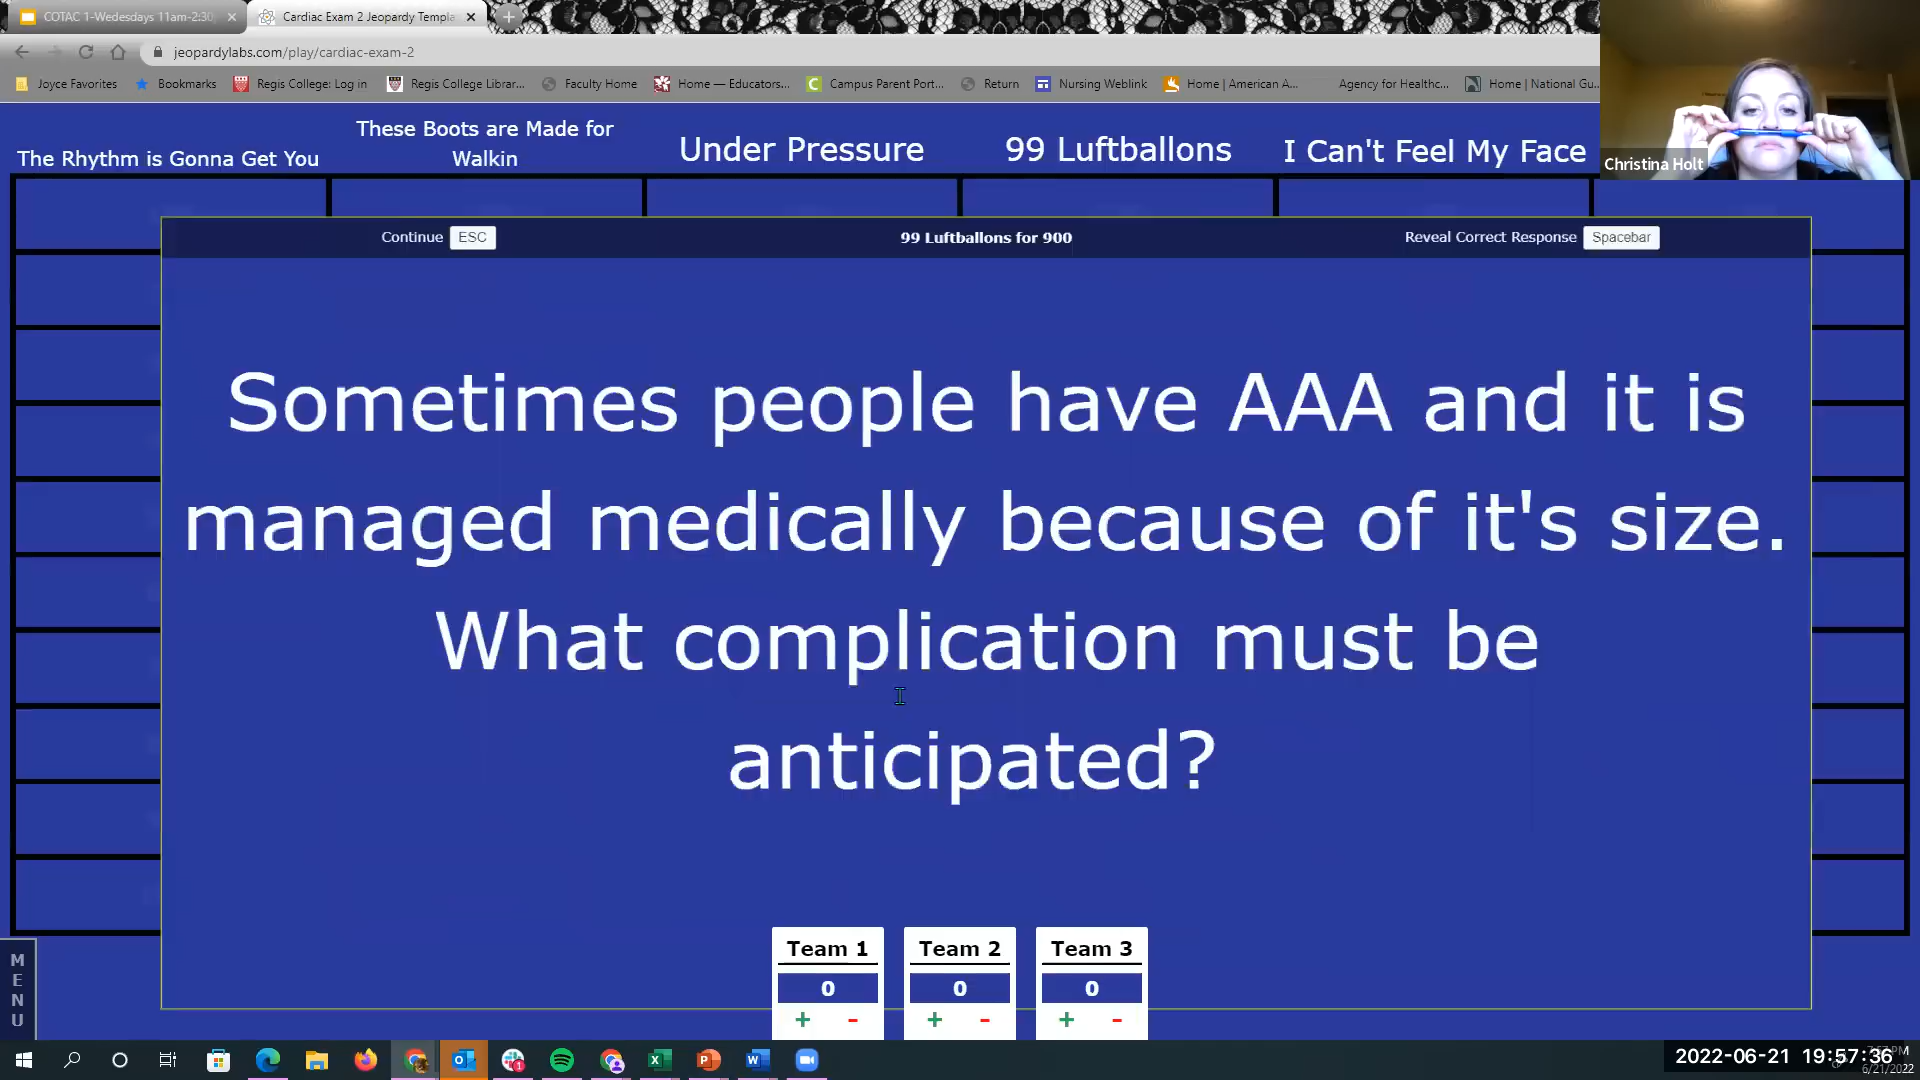 COTAC 1-Wedesdays 11am-2:30,
Cardiac Exam 2 Jeopardy Templa
jeopardylabs.com/play/cardiac-exam-2
Joyce Favorites
Bookmarks
Regis College: Log in
Regis College Librar...
Faculty Home
Home — Educators...
Campus Parent Port...
Return
Nursing Weblink
Home | American A...
Agency for Healthc...
Home | National Gu...
Christina Holt
The Rhythm is Gonna Get You
These Boots are Made for
Walkin
Under Pressure
99 Luftballons
I Can't Feel My Face
Continue ESC
99 Luftballons for 900
Reveal Correct Response Spacebar
Sometimes people have AAA and it is
managed medically because of it's size.
What complication must be
anticipated?
MENU
Team 1
0
+ -
Team 2
0
+ -
Team 3
0
+ -
2022-06-21 19:57:36
6/21/2022